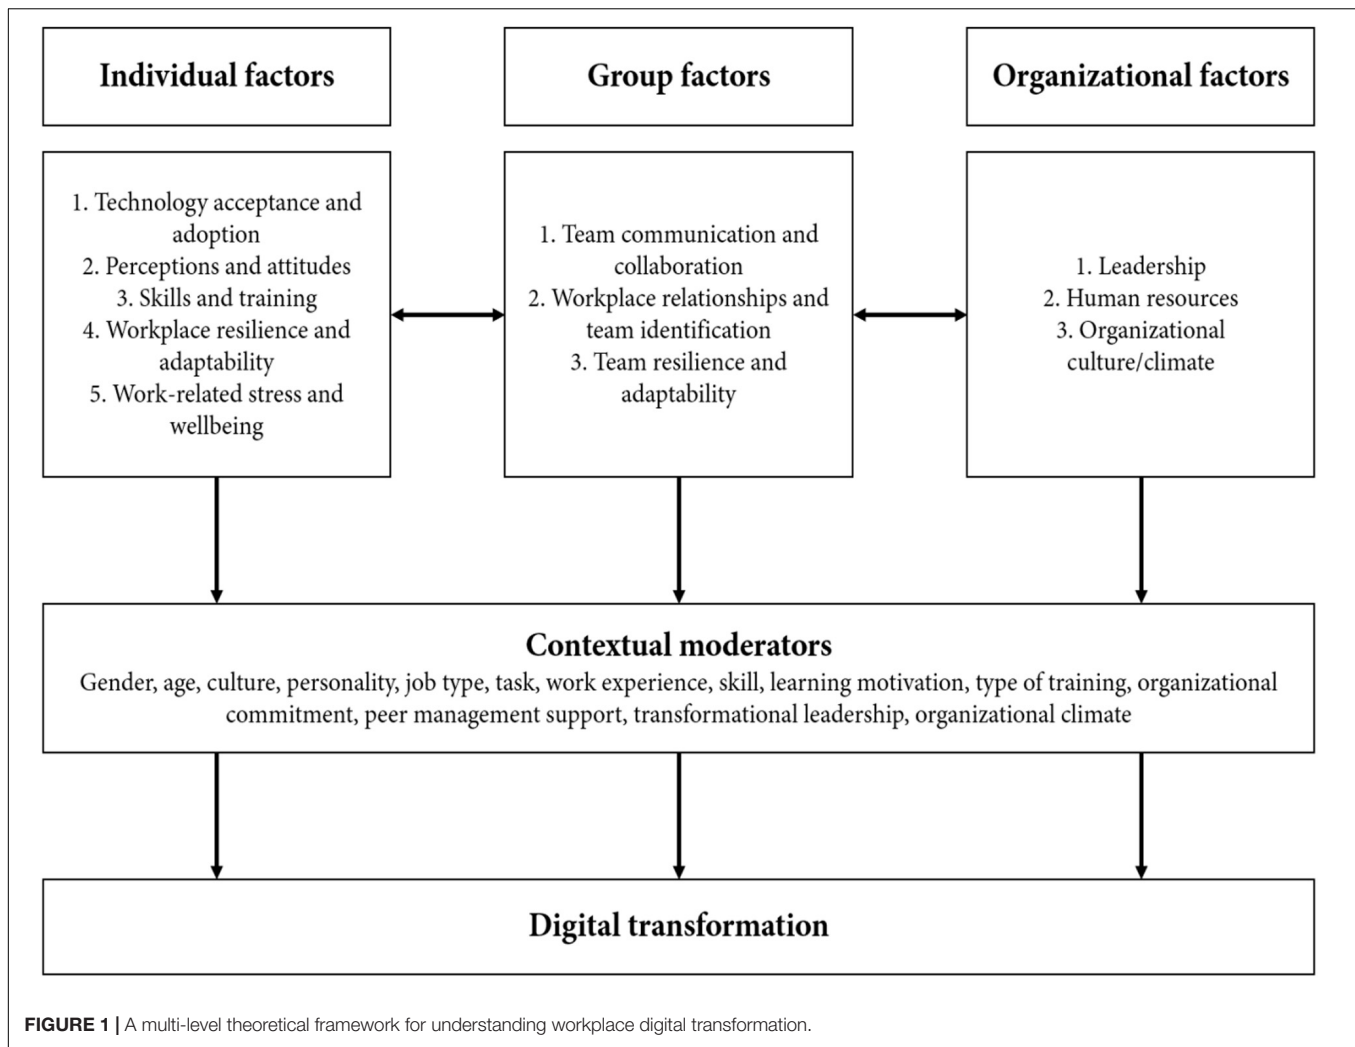 Individual factors
Group factors
Organizational factors
1. Technology acceptance and
adoption
2. Perceptions and attitudes
3. Skills and training
4. Workplace resilience and
adaptability
5. Work-related stress and
wellbeing
1. Team communication and
collaboration
2. Workplace relationships and
team identification
3. Team resilience and
adaptability
1. Leadership
2. Human resources
3. Organizational
culture/climate
Contextual moderators
Gender, age, culture, personality, job type, task, work experience, skill, learning motivation, type of training, organizational
commitment, peer management support, transformational leadership, organizational climate
Digital transformation
FIGURE 1 | A multi-level theoretical framework for understanding workplace digital transformation.